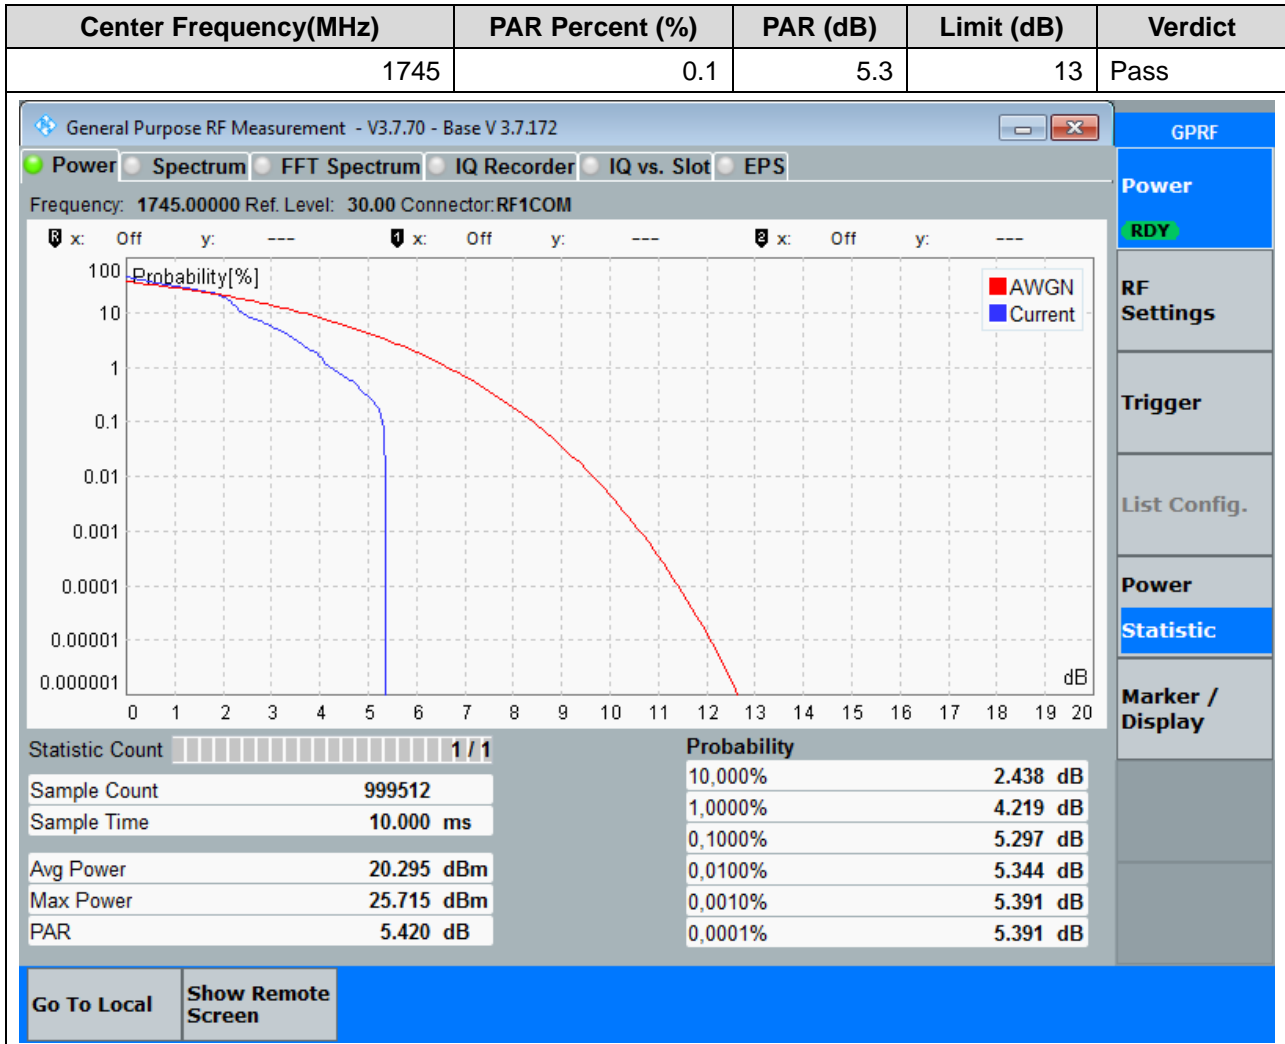 Center Frequency(MHz) PAR Percent (%) PAR (dB) Limit (dB) Verdict
1745 0.1 5.3 13 Pass
General Purpose RF Measurement - V3.7.70 - Base V 3.7.172
GPRF
Power Spectrum FFT Spectrum IQ Recorder IQ vs. Slot EPS
Frequency: 1745.00000 Ref. Level: 30.00 Connector: RF1COM
R x: Off y: --- 1 x: Off y: --- 2 x: Off y: ---
Probability[%]
100
10
1
0.1
0.01
0.001
0.0001
0.00001
0.000001
AWGN
Current
dB
0 1 2 3 4 5 6 7 8 9 10 11 12 13 14 15 16 17 18 19 20
Statistic Count 1 / 1
Sample Count 999512
Sample Time 10.000 ms
Avg Power 20.295 dBm
Max Power 25.715 dBm
PAR 5.420 dB
Probability
10,000% 2.438 dB
1,0000% 4.219 dB
0,1000% 5.297 dB
0,0100% 5.344 dB
0,0010% 5.391 dB
0,0001% 5.391 dB
Power
RDY
RF
Settings
Trigger
List Config.
Power
Statistic
Marker /
Display
Go To Local
Show Remote
Screen